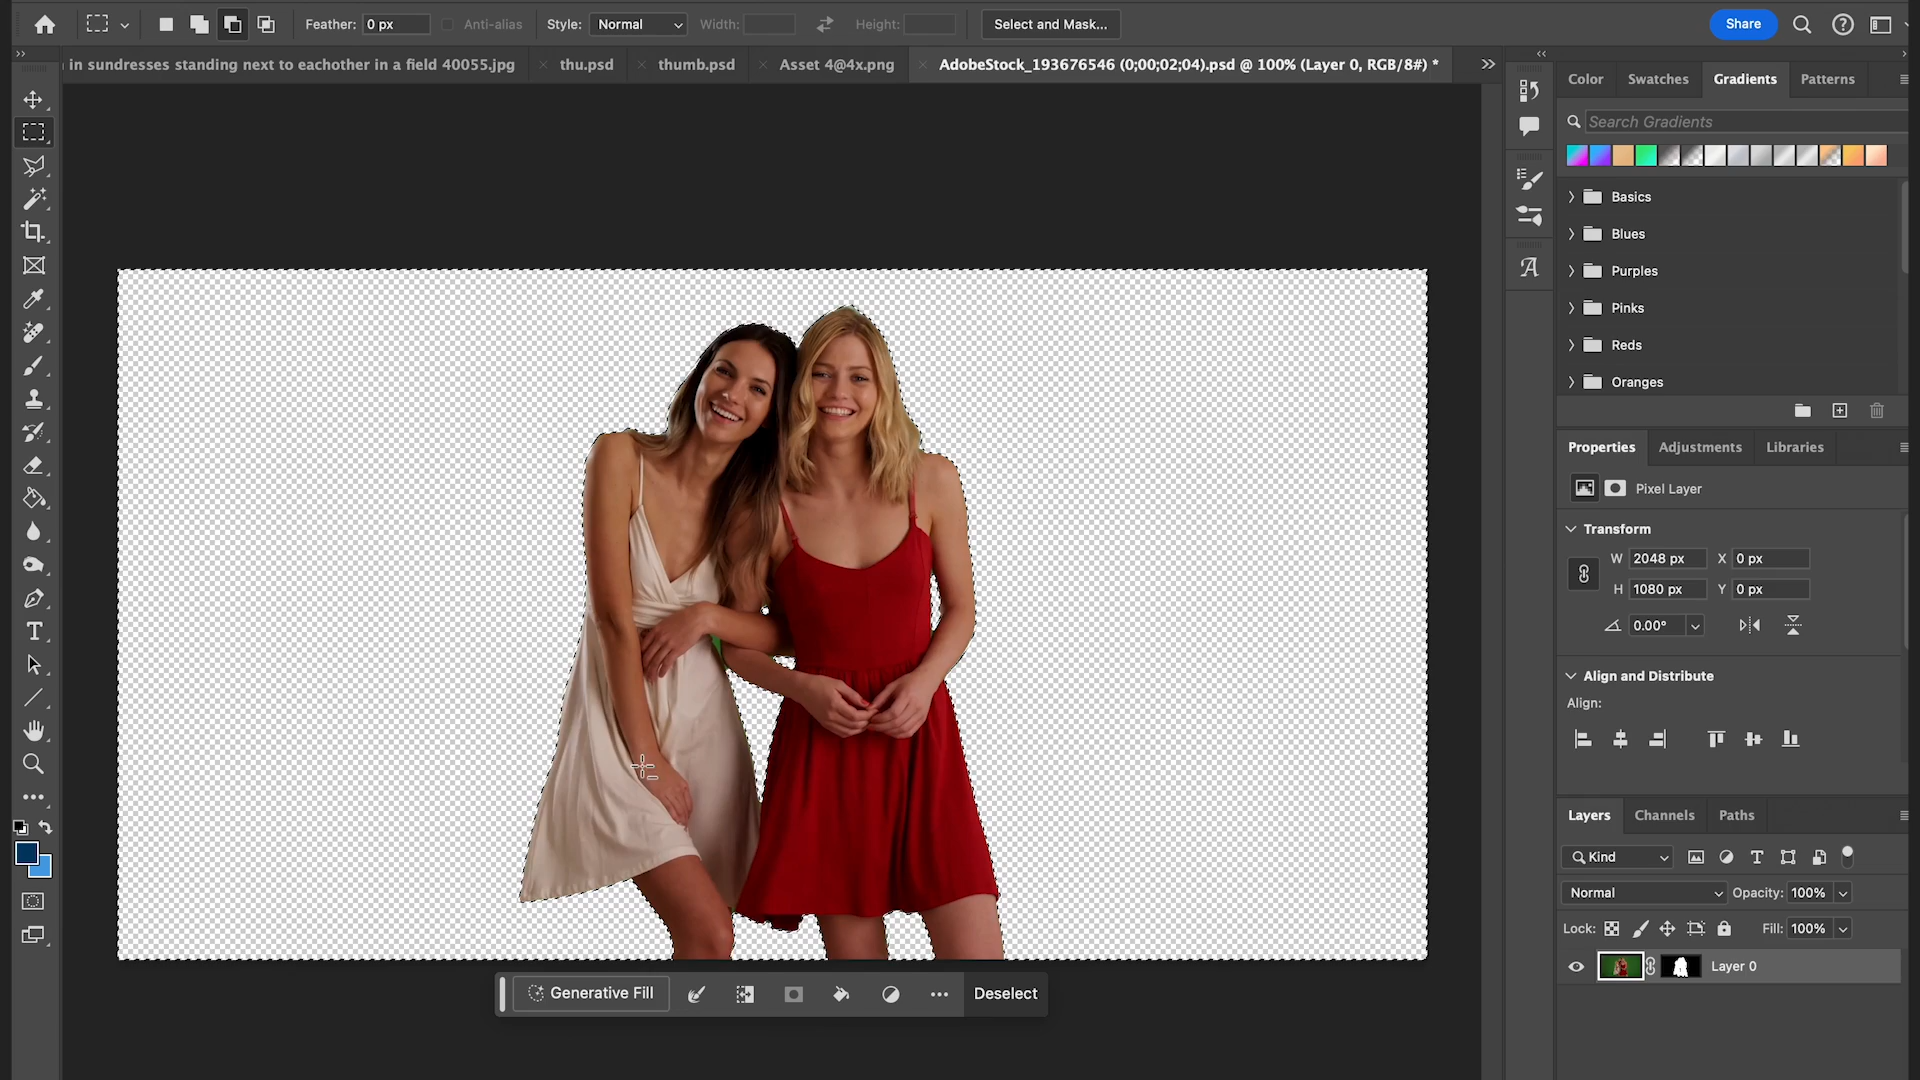 Feather: 0 px Anti-alias Style: Normal Width: Height: Select and Mask... Share
in sundresses standing next to eachother in a field 40055.jpg × thu.psd × thumb.psd × Asset 4@4x.png × AdobeStock_193676546 (0;00;02;04).psd @ 100% (Layer 0, RGB/8#) *
Color Swatches Gradients Patterns
Search Gradients
Basics
Blues
Purples
Pinks
Reds
Oranges
Properties Adjustments Libraries
Pixel Layer
Transform
W 2048 px X 0 px
H 1080 px Y 0 px
0.00°
Align and Distribute
Align:
Layers Channels Paths
Kind
Normal Opacity: 100%
Lock: Fill: 100%
Layer 0
Generative Fill Deselect